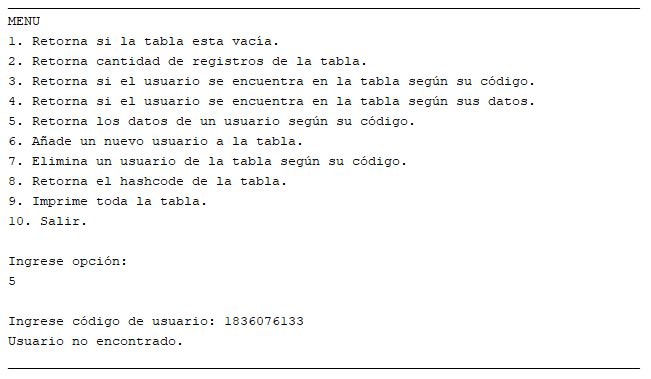 MENU
1. Retorna si la tabla esta vacía.
2. Retorna cantidad de registros de la tabla.
3. Retorna si el usuario se encuentra en la tabla según su código.
4. Retorna si el usuario se encuentra en la tabla según sus datos.
5. Retorna los datos de un usuario según su código.
6. Añade un nuevo usuario a la tabla.
7. Elimina un usuario de la tabla según su código.
8. Retorna el hashcode de la tabla.
9. Imprime toda la tabla.
10. Salir.
Ingrese opción:
5
Ingrese código de usuario: 1836076133
Usuario no encontrado.